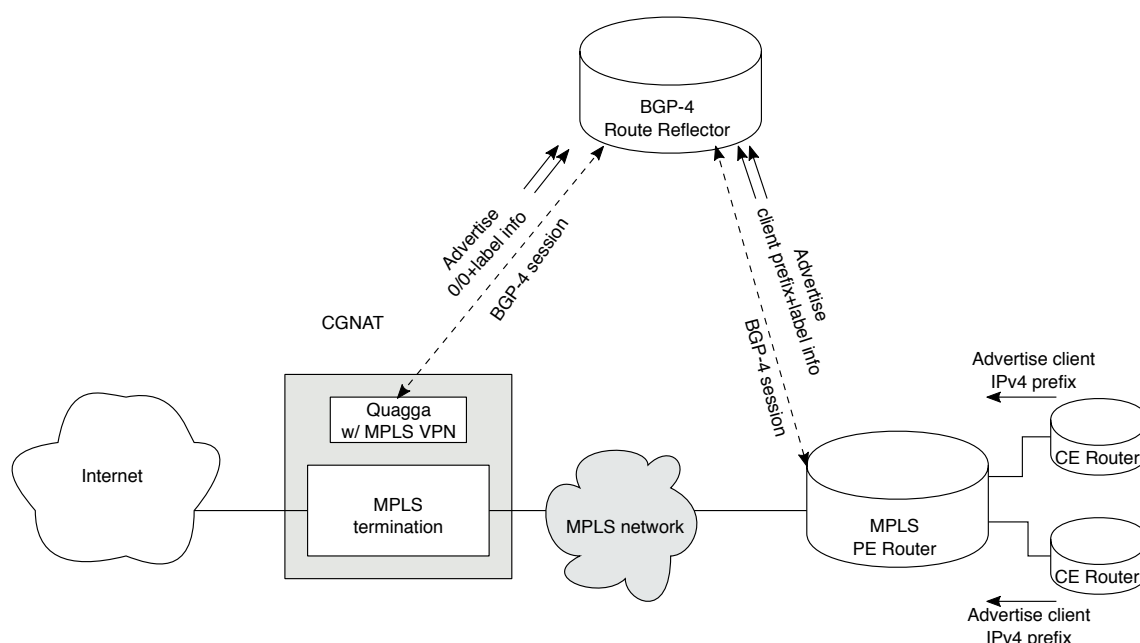 BGP-4
Route Reflector
Advertise
0/0+label info
BGP-4 session
Advertise
client prefix+label info
BGP-4 session
CGNAT
Quagga
w/ MPLS VPN
MPLS
termination
Internet
MPLS network
MPLS
PE Router
Advertise client
IPv4 prefix
CE Router
CE Router
Advertise client
IPv4 prefix